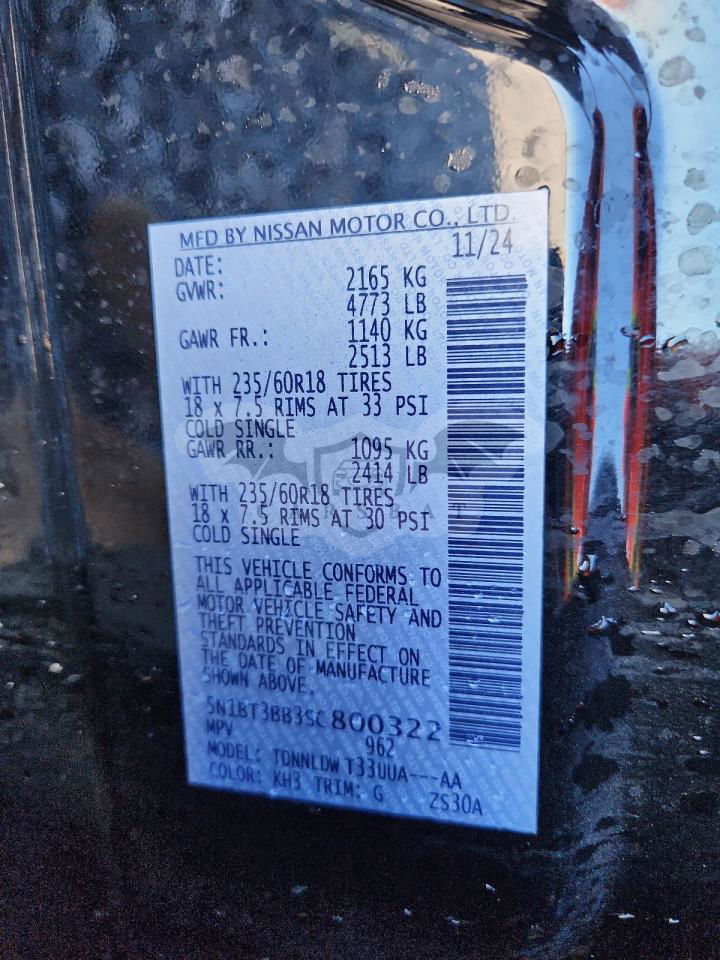 MFD BY NISSAN MOTOR CO., LTD.
DATE: 11/24
GVWR: 2165 KG
4773 LB
GAWR FR.: 1140 KG
2513 LB
WITH 235/60R18 TIRES
18 x 7.5 RIMS AT 33 PSI
COLD SINGLE
GAWR RR.: 1095 KG
2414 LB
WITH 235/60R18 TIRES
18 x 7.5 RIMS AT 30 PSI
COLD SINGLE
THIS VEHICLE CONFORMS TO
ALL APPLICABLE FEDERAL
MOTOR VEHICLE SAFETY AND
THEFT PREVENTION
STANDARDS IN EFFECT ON
THE DATE OF MANUFACTURE
SHOWN ABOVE.
5N1BT3BB3SC800322
MPV 962
MODEL: TDNNLDWT33UUA---AA
COLOR: KH3 TRIM: G ZS30A